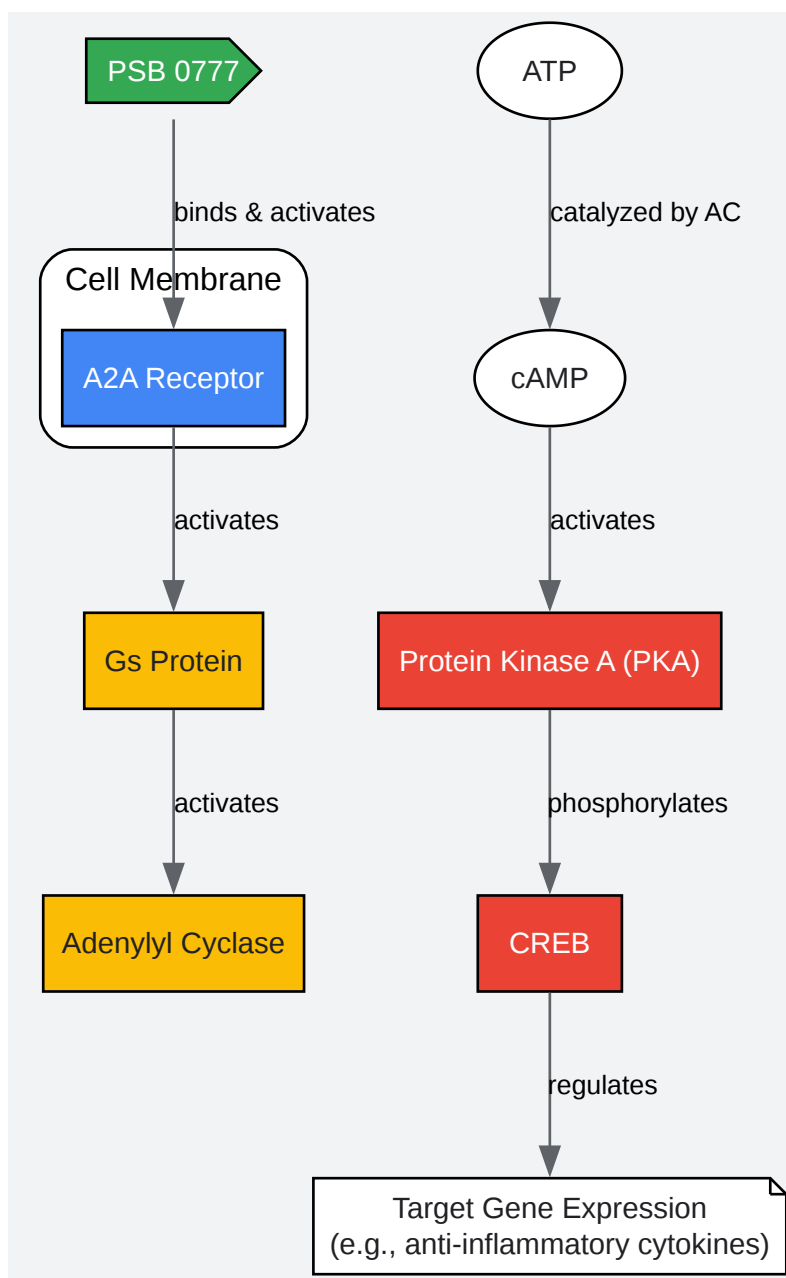 PSB 0777
binds & activates
Cell Membrane
A2A Receptor
activates
Gs Protein
activates
Adenylyl Cyclase
ATP
catalyzed by AC
cAMP
activates
Protein Kinase A (PKA)
phosphorylates
CREB
regulates
Target Gene Expression
(e.g., anti-inflammatory cytokines)